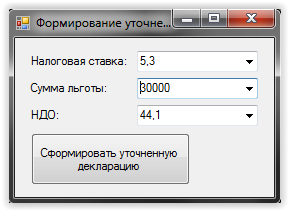 Формирование уточне...
Налоговая ставка: 5,3
Сумма льготы: 30000
НДО: 44,1
Сформировать уточненную
декларацию